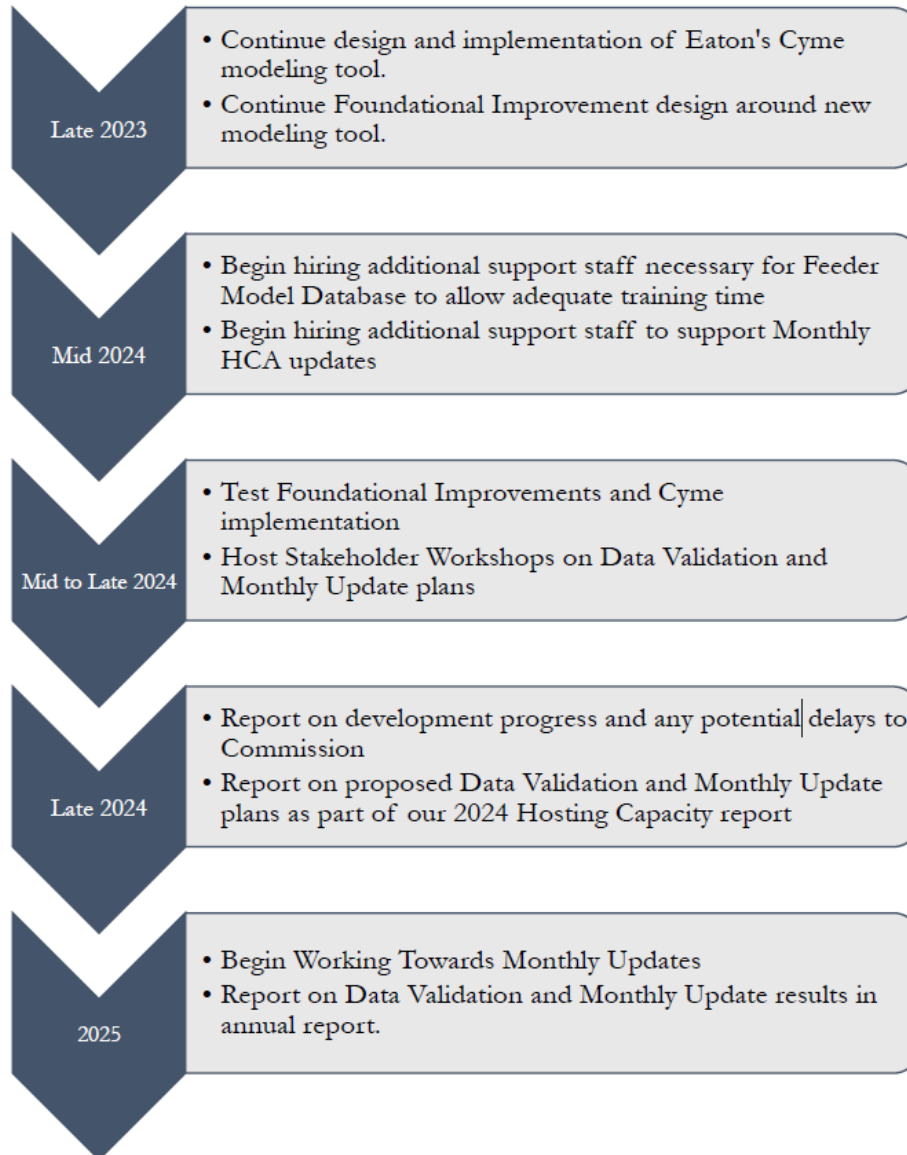 Late 2023
• Continue design and implementation of Eaton's Cyme
modeling tool.
• Continue Foundational Improvement design around new
modeling tool.
Mid 2024
• Begin hiring additional support staff necessary for Feeder
Model Database to allow adequate training time
• Begin hiring additional support staff to support Monthly
HCA updates
Mid to Late 2024
• Test Foundational Improvements and Cyme
implementation
• Host Stakeholder Workshops on Data Validation and
Monthly Update plans
Late 2024
• Report on development progress and any potential delays to
Commission
• Report on proposed Data Validation and Monthly Update
plans as part of our 2024 Hosting Capacity report
2025
• Begin Working Towards Monthly Updates
• Report on Data Validation and Monthly Update results in
annual report.